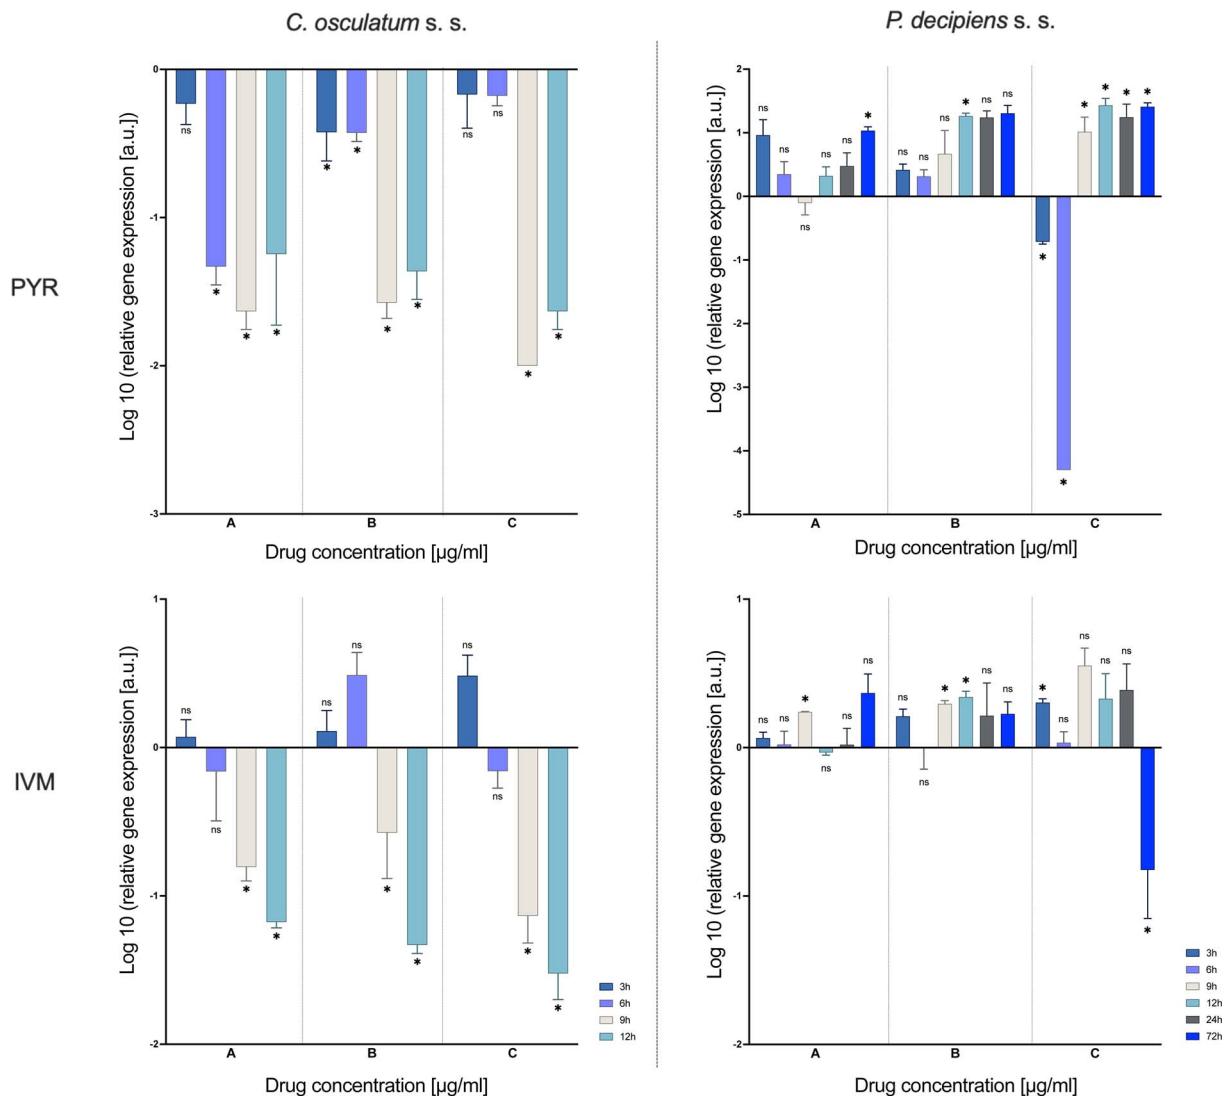 C. osculatum s. s.
P. decipiens s. s.
PYR
Log 10 (relative gene expression [a.u.])
0
-1
-2
-3
ns
*
*
*
*
*
*
*
ns
ns
*
*
A
B
C
Drug concentration [µg/ml]
Log 10 (relative gene expression [a.u.])
2
1
0
-1
-2
-3
-4
-5
ns
ns
ns
ns
ns
*
ns
ns
ns
*
ns
ns
*
*
*
*
*
*
A
B
C
Drug concentration [µg/ml]
IVM
Log 10 (relative gene expression [a.u.])
1
0
-1
-2
ns
ns
*
*
ns
ns
*
*
ns
ns
*
*
A
B
C
Drug concentration [µg/ml]
3h
6h
9h
12h
Log 10 (relative gene expression [a.u.])
1
0
-1
-2
ns
ns
*
ns
ns
ns
ns
ns
*
*
ns
ns
*
ns
ns
ns
ns
*
A
B
C
Drug concentration [µg/ml]
3h
6h
9h
12h
24h
72h